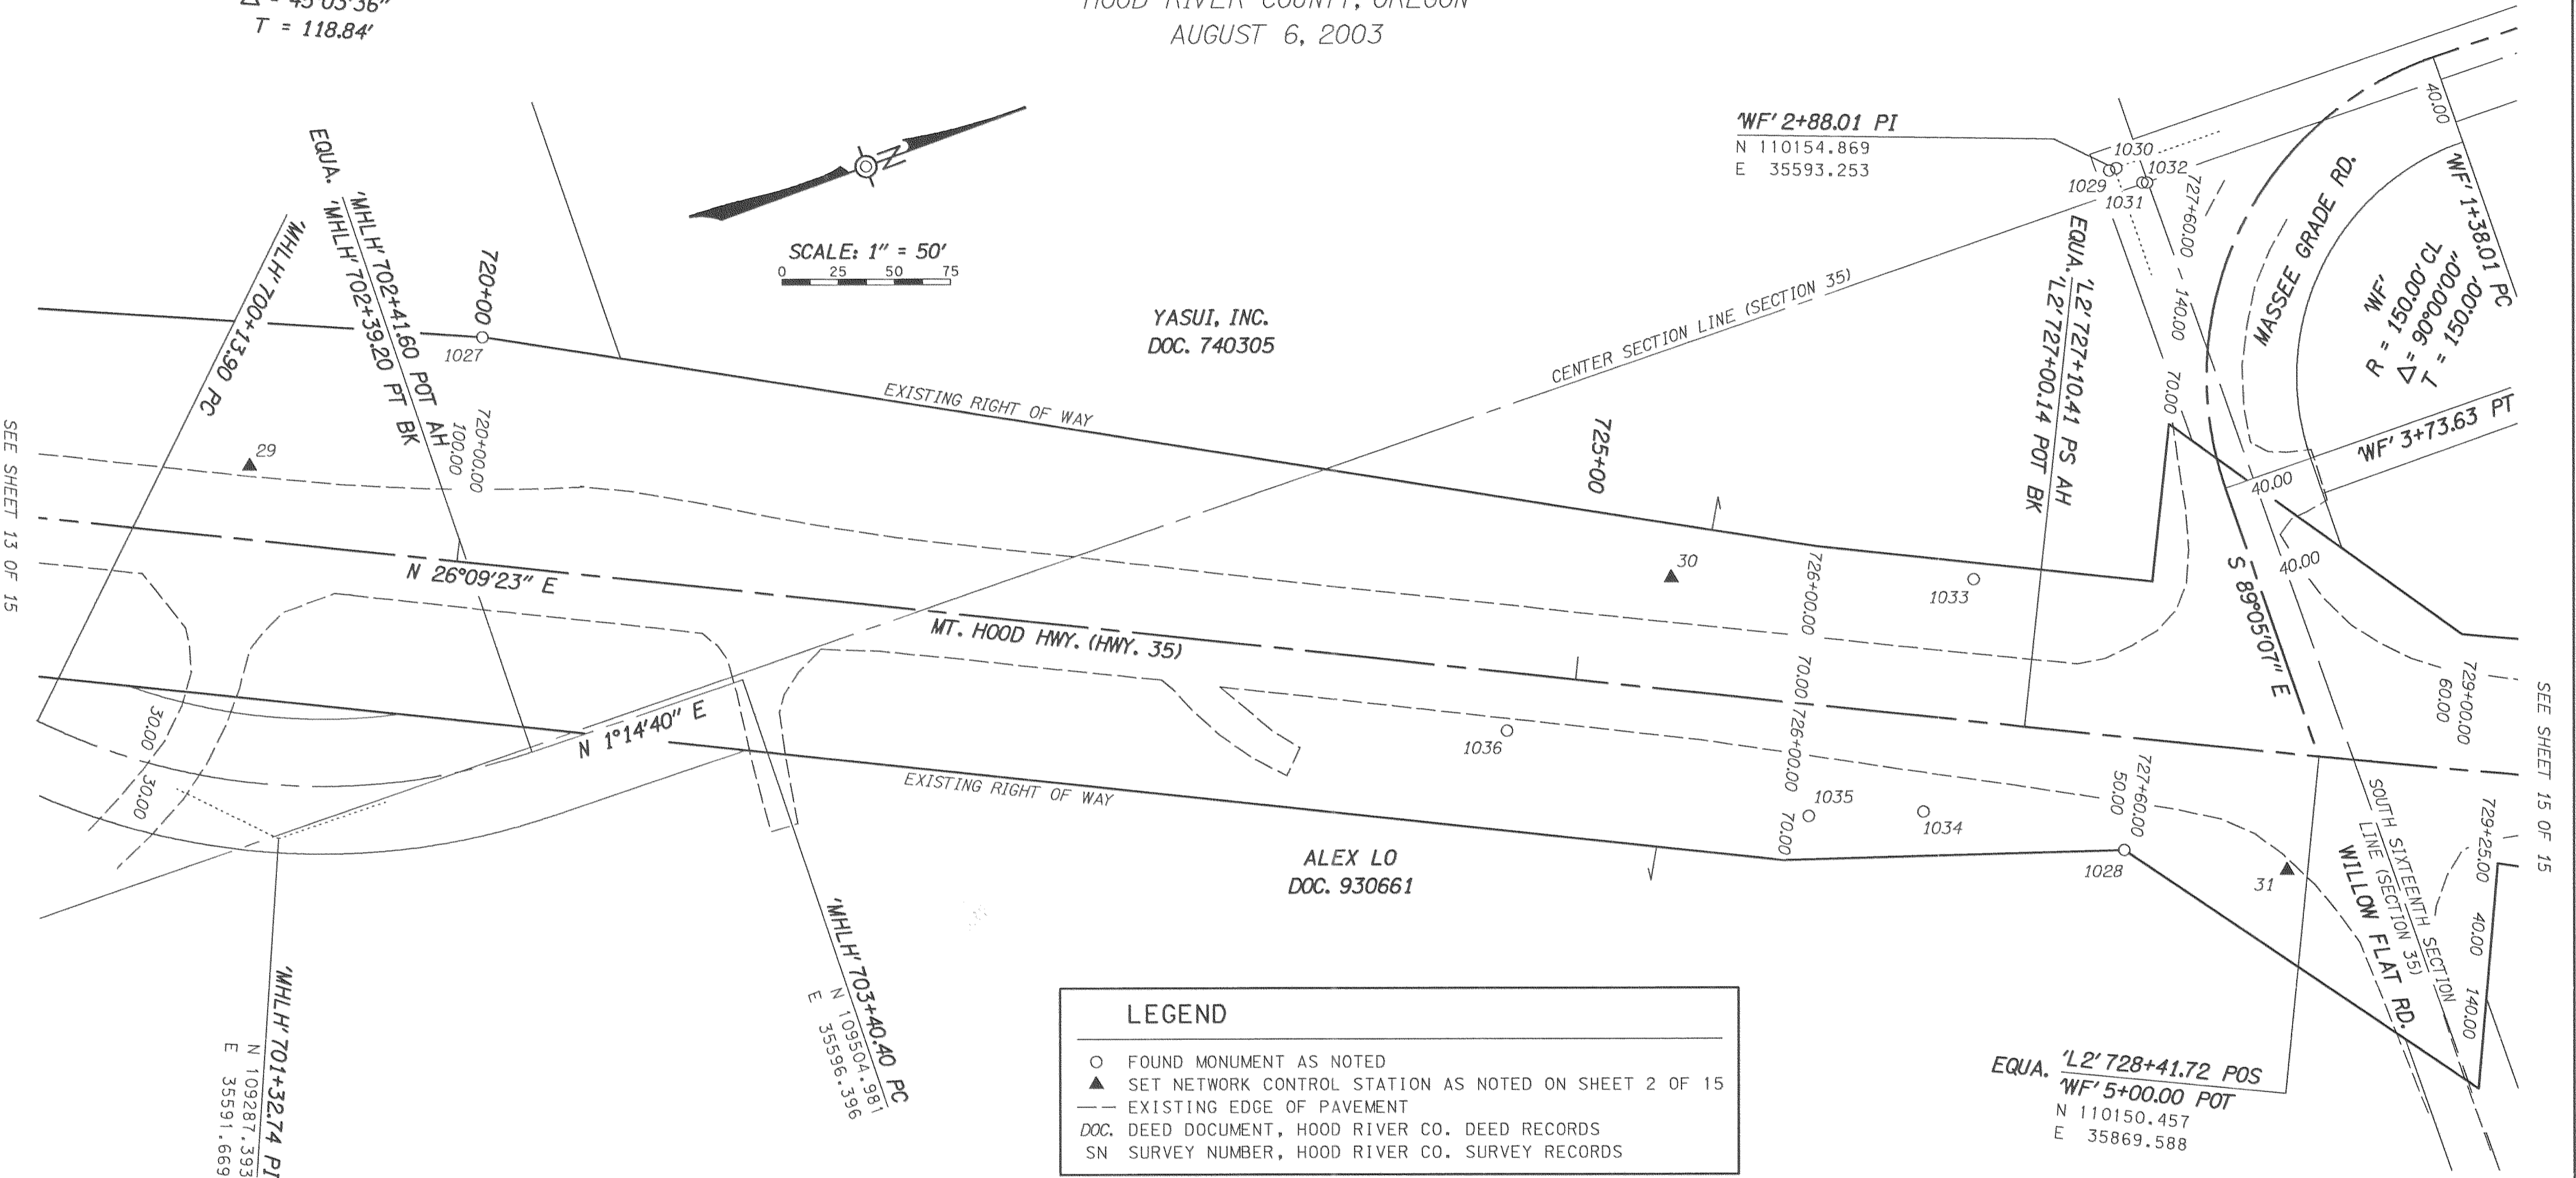 Δ = 45°03'36"
T = 118.84'
HOOD RIVER COUNTY, OREGON
AUGUST 6, 2003
'WF' 2+88.01 PI
N 110154.869
E 35593.253
1030
1032
1029
1031
727+60.00
140.00
70.00
40.00
'WF' 1+38.01 PC
MASSEE GRADE RD.
'WF'
R = 150.00' CL
Δ = 90°00'00"
T = 150.00'
'WF' 3+73.63 PT
40.00
40.00
EQUA.
'MHLH' 702+41.60 POT AH
'MHLH' 702+39.20 PT BK
'MHLH' 700+13.90 PC
720+00
1027
720+00.00
100.00
29
SCALE: 1" = 50'
0 25 50 75
N
YASUI, INC.
DOC. 740305
CENTER SECTION LINE (SECTION 35)
EXISTING RIGHT OF WAY
725+00
EQUA.
'L2' 727+10.41 PS AH
'L2' 727+00.14 POT BK
30
1033
726+00.00
70.00
726+00.00
70.00
S 89°05'07" E
SEE SHEET 13 OF 15
N 26°09'23" E
MT. HOOD HWY. (HWY. 35)
N 1°14'40" E
30.00
30.00
1036
1035
1034
727+60.00
50.00
1028
31
EXISTING RIGHT OF WAY
ALEX LO
DOC. 930661
729+00.00
60.00
SEE SHEET 15 OF 15
729+25.00
40.00
140.00
SOUTH SIXTEENTH SECTION
LINE (SECTION 35)
WILLOW FLAT RD.
'MHLH' 703+40.40 PC
N 109504.981
E 35596.396
'MHLH' 701+32.74 PI
N 109287.393
E 35591.669
LEGEND
FOUND MONUMENT AS NOTED
SET NETWORK CONTROL STATION AS NOTED ON SHEET 2 OF 15
EXISTING EDGE OF PAVEMENT
DOC. DEED DOCUMENT, HOOD RIVER CO. DEED RECORDS
SN SURVEY NUMBER, HOOD RIVER CO. SURVEY RECORDS
EQUA.
'L2' 728+41.72 POS
'WF' 5+00.00 POT
N 110150.457
E 35869.588